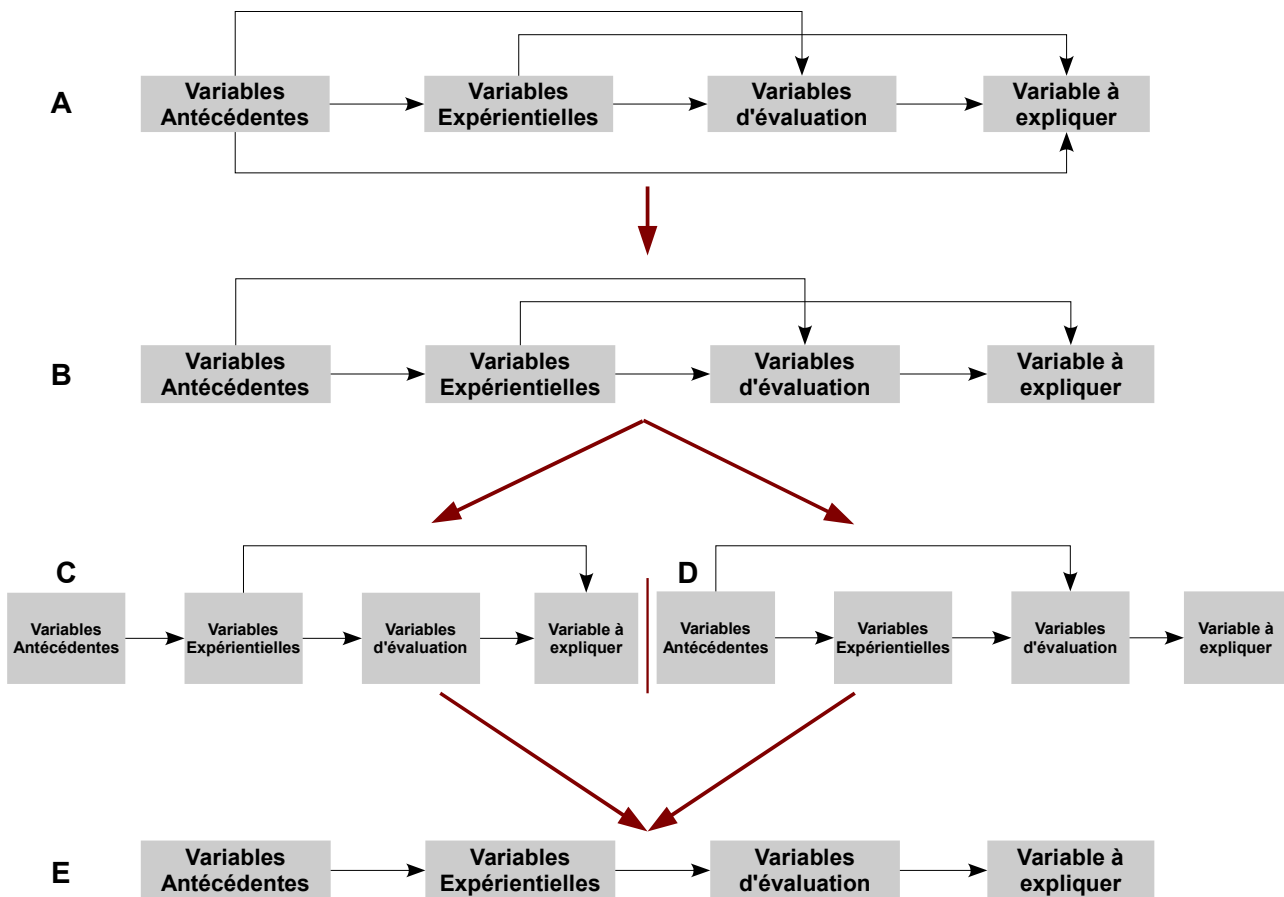 A
Variables
Antécédentes
Variables
Expérientielles
Variables
d'évaluation
Variable à
expliquer
B
Variables
Antécédentes
Variables
Expérientielles
Variables
d'évaluation
Variable à
expliquer
C
Variables
Antécédentes
Variables
Expérientielles
Variables
d'évaluation
Variable à
expliquer
D
Variables
Antécédentes
Variables
Expérientielles
Variables
d'évaluation
Variable à
expliquer
E
Variables
Antécédentes
Variables
Expérientielles
Variables
d'évaluation
Variable à
expliquer